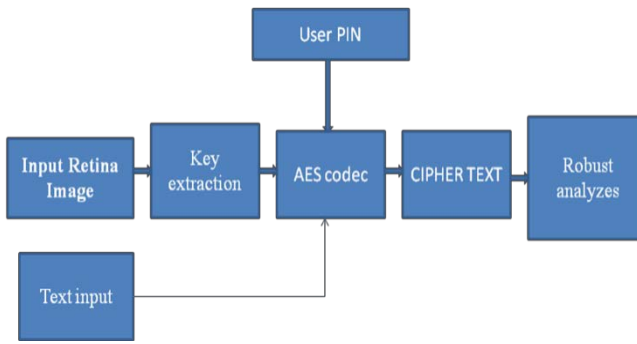 User PIN
Input Retina
Image
Key
extraction
AES codec
CIPHER TEXT
Robust
analyzes
Text input